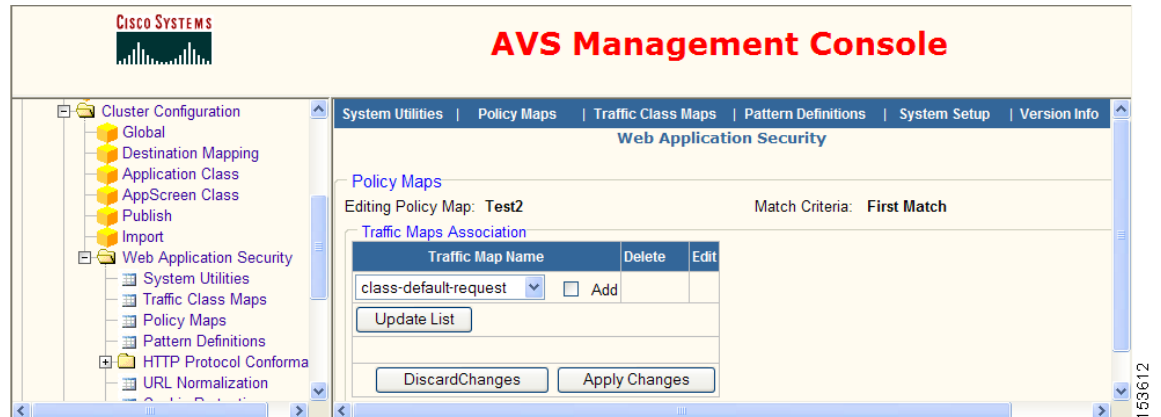 CISCO SYSTEMS
AVS Management Console
Cluster Configuration
Global
Destination Mapping
Application Class
AppScreen Class
Publish
Import
Web Application Security
System Utilities
Traffic Class Maps
Policy Maps
Pattern Definitions
HTTP Protocol Conforma
URL Normalization
System Utilities | Policy Maps | Traffic Class Maps | Pattern Definitions | System Setup | Version Info
Web Application Security
Policy Maps
Editing Policy Map: Test2 Match Criteria: First Match
Traffic Maps Association
Traffic Map Name Delete Edit
class-default-request Add
Update List
DiscardChanges Apply Changes
153612